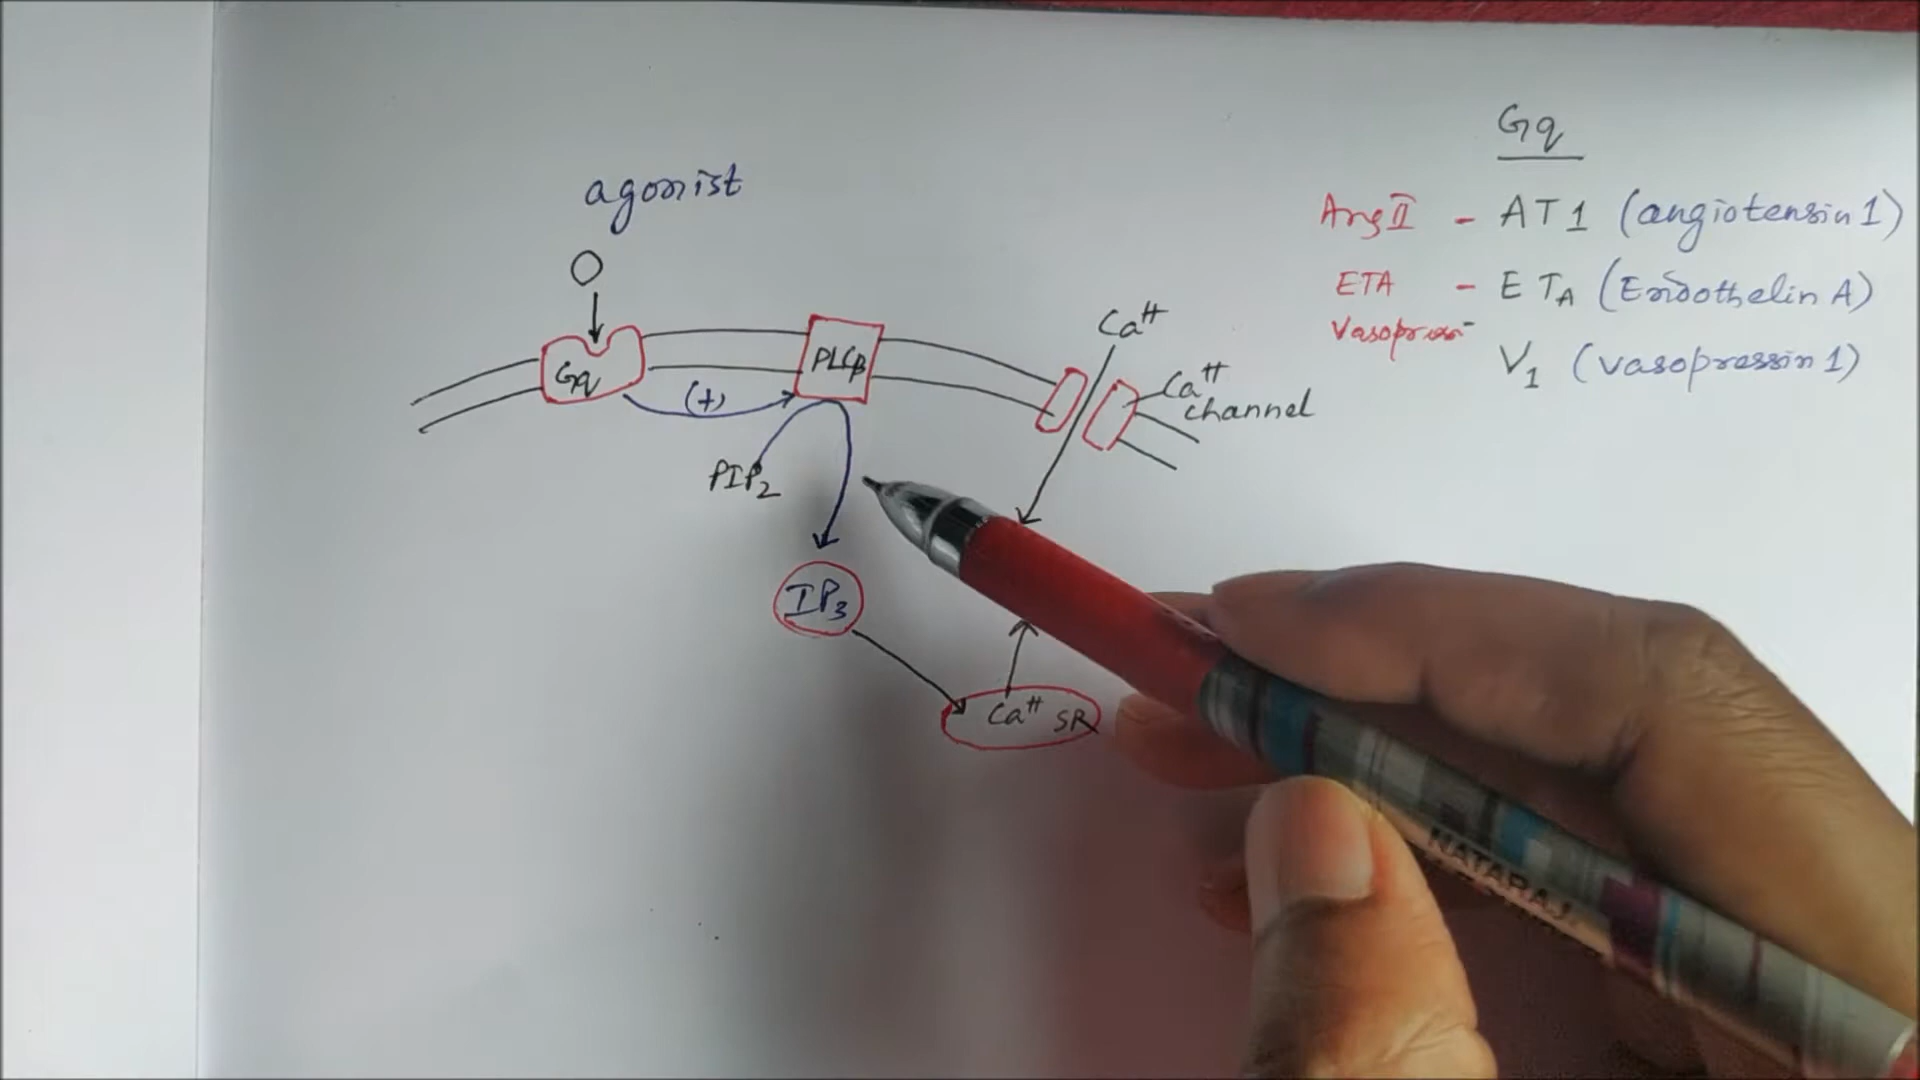 Gq
agonist
Ang II - AT1 (angiotensin 1)
ETA - ETA (Endothelin A)
V1 (vasopressin 1)
Ca++
Gq
(+)
PLCβ
Ca++
channel
PIP2
IP3
Ca++ SR
NATARAJ